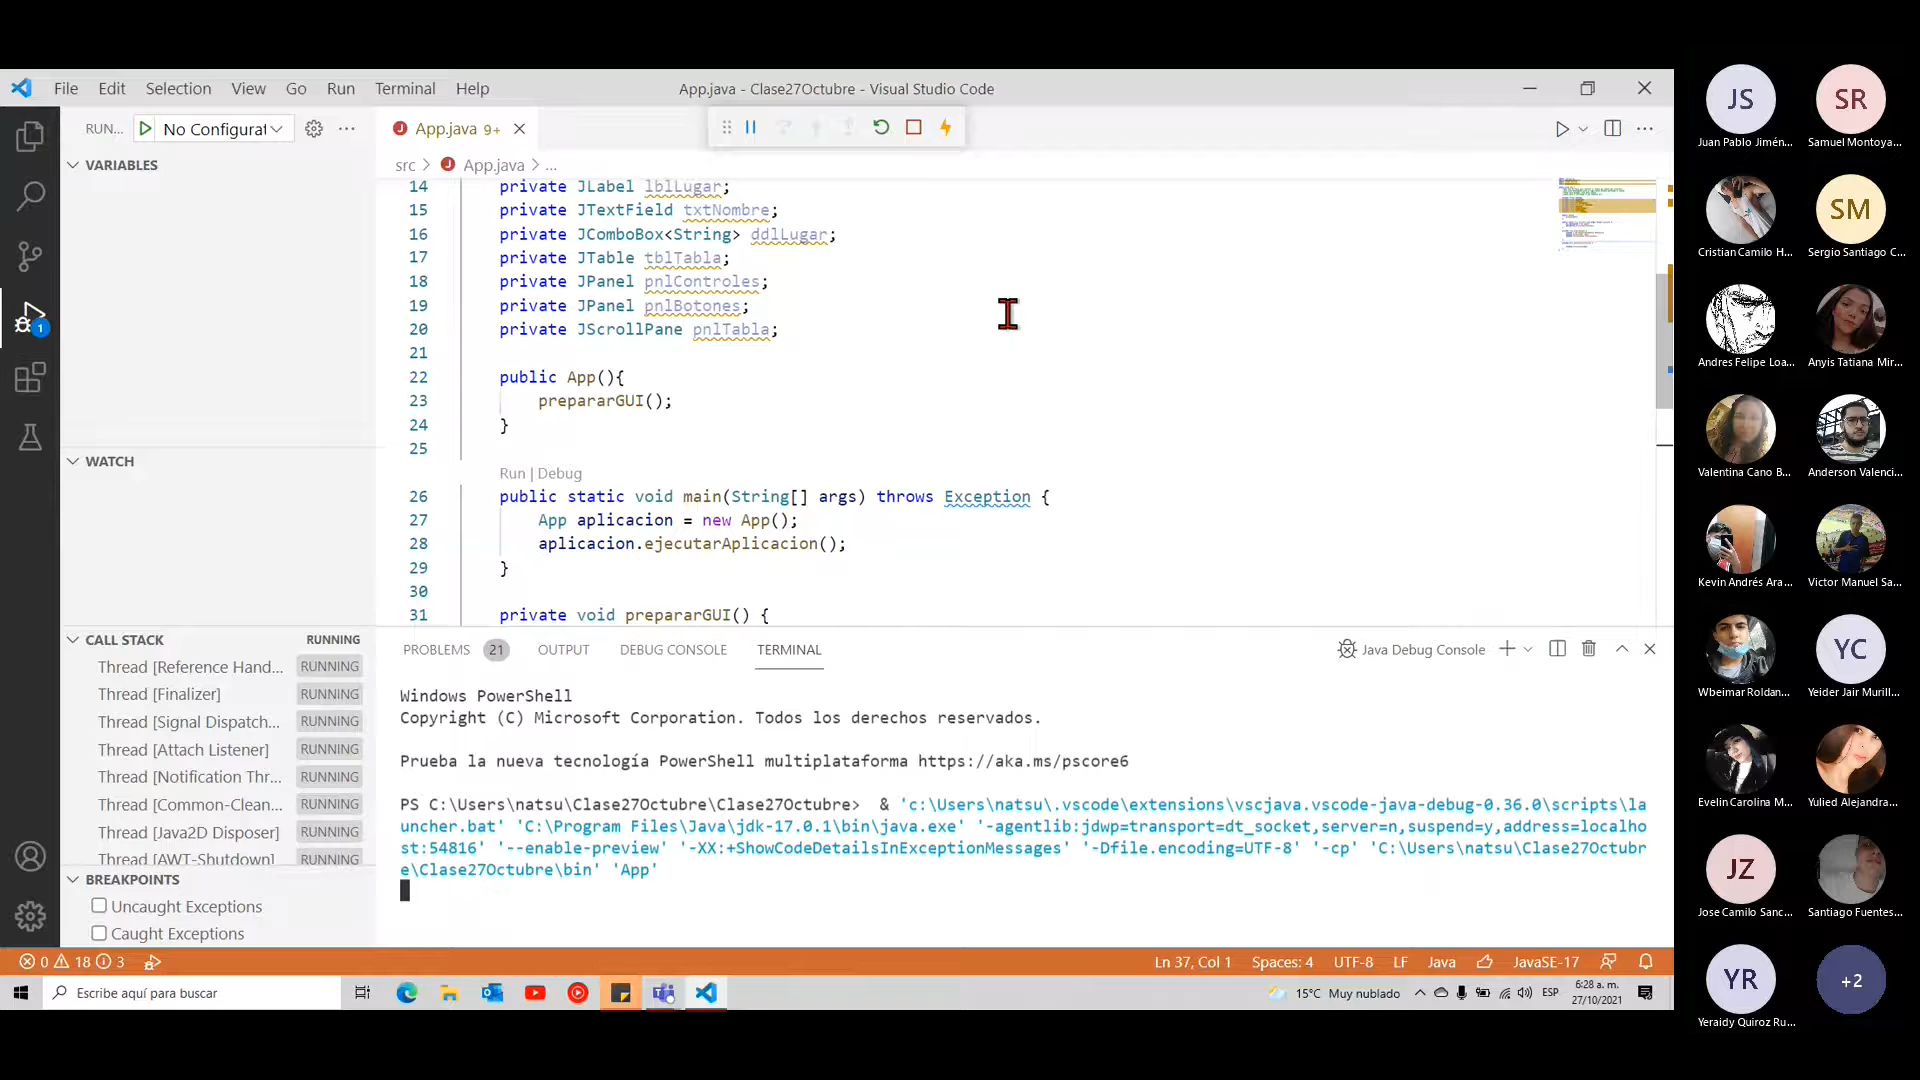 File Edit Selection View Go Run Terminal Help
App.java - Clase27Octubre - Visual Studio Code
RUN... No Configurat
App.java 9+
src > App.java > ...
VARIABLES
WATCH
CALL STACK RUNNING
Thread [Reference Hand... RUNNING
Thread [Finalizer] RUNNING
Thread [Signal Dispatch... RUNNING
Thread [Attach Listener] RUNNING
Thread [Notification Thr... RUNNING
Thread [Common-Clean... RUNNING
Thread [Java2D Disposer] RUNNING
Thread [AWT-Shutdown] RUNNING
BREAKPOINTS
Uncaught Exceptions
Caught Exceptions
1
14 private JLabel lblLugar;
15 private JTextField txtNombre;
16 private JComboBox<String> ddlLugar;
17 private JTable tblTabla;
18 private JPanel pnlControles;
19 private JPanel pnlBotones;
20 private JScrollPane pnlTabla;
21
22 public App(){
23 prepararGUI();
24 }
25
Run | Debug
26 public static void main(String[] args) throws Exception {
27 App aplicacion = new App();
28 aplicacion.ejecutarAplicacion();
29 }
30
31 private void prepararGUI() {
PROBLEMS 21 OUTPUT DEBUG CONSOLE TERMINAL
Java Debug Console
Windows PowerShell
Copyright (C) Microsoft Corporation. Todos los derechos reservados.
Prueba la nueva tecnología PowerShell multiplataforma https://aka.ms/pscore6
PS C:\Users\natsu\Clase27Octubre\Clase27Octubre>  & 'c:\Users\natsu\.vscode\extensions\vscjava.vscode-java-debug-0.36.0\scripts\la
uncher.bat' 'C:\Program Files\Java\jdk-17.0.1\bin\java.exe' '-agentlib:jdwp=transport=dt_socket,server=n,suspend=y,address=localho
st:54816' '--enable-preview' '-XX:+ShowCodeDetailsInExceptionMessages' '-Dfile.encoding=UTF-8' '-cp' 'C:\Users\natsu\Clase27Octubr
e\Clase27Octubre\bin' 'App'
0 18 3
Ln 37, Col 1 Spaces: 4 UTF-8 LF Java JavaSE-17
Escribe aquí para buscar
15°C Muy nublado
ESP
6:28 a. m.
27/10/2021
JS SR
Juan Pablo Jimén... Samuel Montoya...
SM
Cristian Camilo H... Sergio Santiago C...
Andres Felipe Loa... Anyis Tatiana Mir...
Valentina Cano B... Anderson Valenci...
Kevin Andrés Ara... Victor Manuel Sa...
YC
Wbeimar Roldan... Yeider Jair Murill...
Evelin Carolina M... Yulied Alejandra...
JZ
Jose Camilo Sanc... Santiago Fuentes...
YR +2
Yeraidy Quiroz Ru...